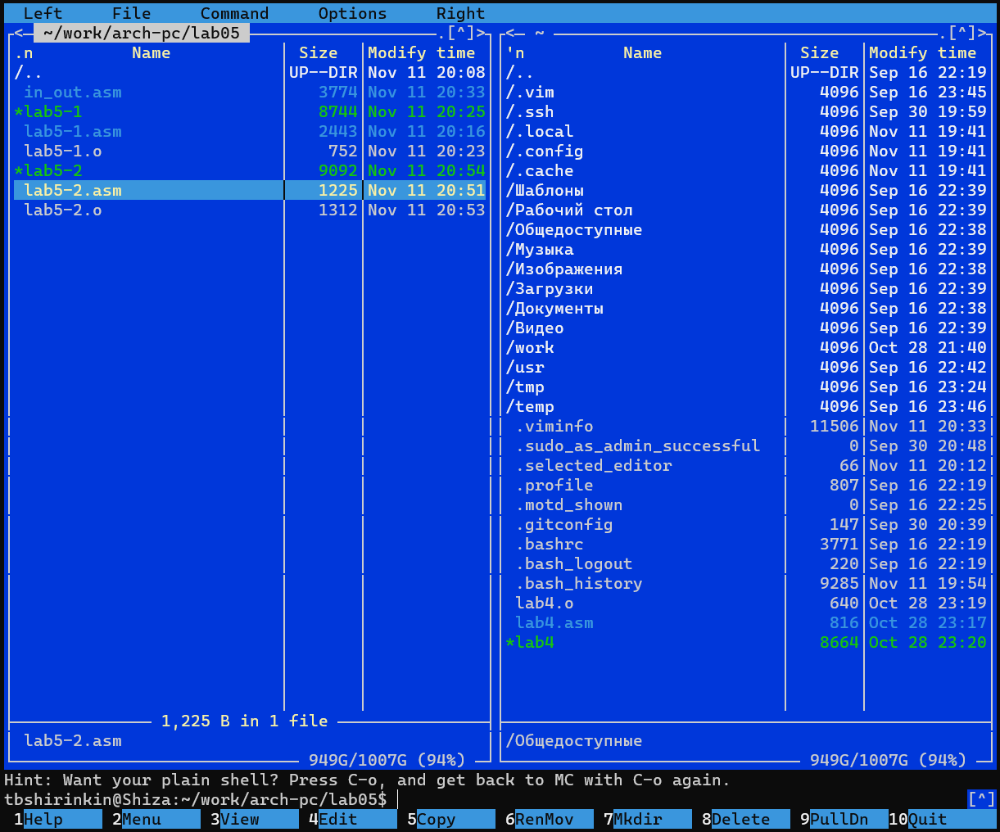 Left File Command Options Right
<─ ~/work/arch-pc/lab05 .[^]>
.n Name Size Modify time
/.. UP--DIR Nov 11 20:08
in_out.asm 3774 Nov 11 20:33
*lab5-1 8744 Nov 11 20:25
lab5-1.asm 2443 Nov 11 20:16
lab5-1.o 752 Nov 11 20:23
*lab5-2 9092 Nov 11 20:54
lab5-2.asm 1225 Nov 11 20:51
lab5-2.o 1312 Nov 11 20:53
1,225 B in 1 file
lab5-2.asm
949G/1007G (94%)
<─ ~ .[^]>
'n Name Size Modify time
/.. UP--DIR Sep 16 22:19
/.vim 4096 Sep 16 23:45
/.ssh 4096 Sep 30 19:59
/.local 4096 Nov 11 19:41
/.config 4096 Nov 11 19:41
/.cache 4096 Nov 11 19:41
/Шаблоны 4096 Sep 16 22:39
/Рабочий стол 4096 Sep 16 22:39
/Общедоступные 4096 Sep 16 22:38
/Музыка 4096 Sep 16 22:39
/Изображения 4096 Sep 16 22:38
/Загрузки 4096 Sep 16 22:39
/Документы 4096 Sep 16 22:38
/Видео 4096 Sep 16 22:39
/work 4096 Oct 28 21:40
/usr 4096 Sep 16 22:42
/tmp 4096 Sep 16 23:24
/temp 4096 Sep 16 23:46
.viminfo 11506 Nov 11 20:33
.sudo_as_admin_successful 0 Sep 30 20:48
.selected_editor 66 Nov 11 20:12
.profile 807 Sep 16 22:19
.motd_shown 0 Sep 16 22:25
.gitconfig 147 Sep 30 20:39
.bashrc 3771 Sep 16 22:19
.bash_logout 220 Sep 16 22:19
.bash_history 9285 Nov 11 19:54
lab4.o 640 Oct 28 23:19
lab4.asm 816 Oct 28 23:17
*lab4 8664 Oct 28 23:20
/Общедоступные
949G/1007G (94%)
Hint: Want your plain shell? Press C-o, and get back to MC with C-o again.
tbshirinkin@Shiza:~/work/arch-pc/lab05$ [^]
1Help 2Menu 3View 4Edit 5Copy 6RenMov 7Mkdir 8Delete 9PullDn 10Quit